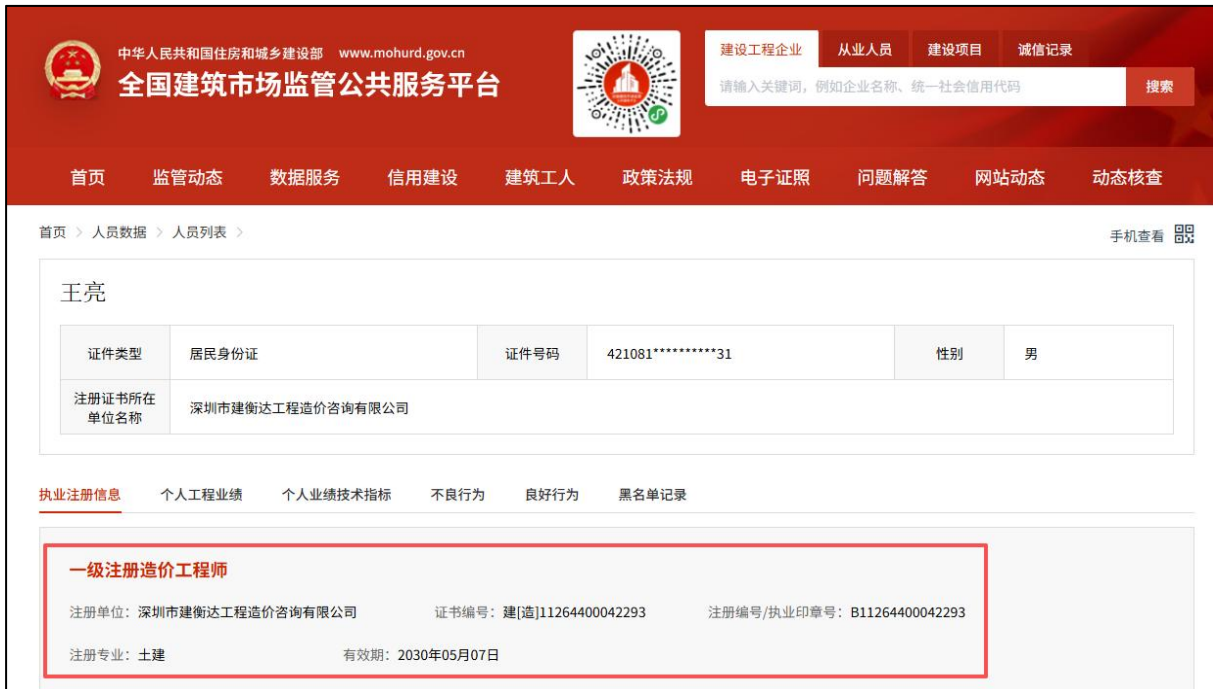 中华人民共和国住房和城乡建设部 www.mohurd.gov.cn
全国建筑市场监管公共服务平台
建设工程企业 从业人员 建设项目 诚信记录
请输入关键词，例如企业名称、统一社会信用代码 搜索
首页 监管动态 数据服务 信用建设 建筑工人 政策法规 电子证照 问题解答 网站动态 动态核查
首页 > 人员数据 > 人员列表 >
手机查看
王亮
证件类型 居民身份证 证件号码 421081**********31 性别 男
注册证书所在
单位名称
深圳市建衡达工程造价咨询有限公司
执业注册信息 个人工程业绩 个人业绩技术指标 不良行为 良好行为 黑名单记录
一级注册造价工程师
注册单位：深圳市建衡达工程造价咨询有限公司 证书编号：建[造]11264400042293 注册编号/执业印章号：B11264400042293
注册专业：土建 有效期：2030年05月07日